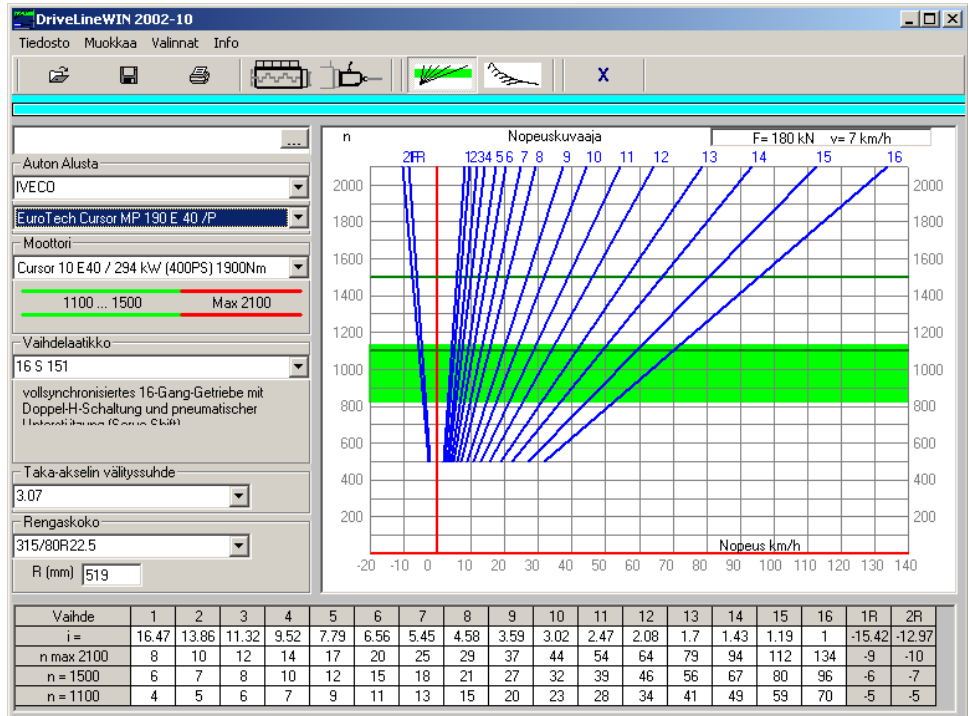 DriveLineWIN 2002-10
Tiedosto Muokkaa Valinnat Info
X
...
Auton Alusta
IVECO
EuroTech Cursor MP 190 E 40 /P
Moottori
Cursor 10 E40 / 294 kW (400PS) 1900Nm
1100 ... 1500 Max 2100
Vaihdelaatikko
16 S 151
vollsynchronisiertes 16-Gang-Getriebe mit
Doppel-H-Schaltung und pneumatischer
Unterstützung (Servo Shift)
Taka-akselin välityssuhde
3.07
Rengaskoko
315/80R22.5
R (mm) 519
n Nopeuskuvaaja F= 180 kN v= 7 km/h
2R 1R 1 2 3 4 5 6 7 8 9 10 11 12 13 14 15 16
2000 2000
1800 1800
1600 1600
1400 1400
1200 1200
1000 1000
800 800
600 600
400 400
200 200
Nopeus km/h
-20 -10 0 10 20 30 40 50 60 70 80 90 100 110 120 130 140
Vaihde 1 2 3 4 5 6 7 8 9 10 11 12 13 14 15 16 1R 2R
i = 16.47 13.86 11.32 9.52 7.79 6.56 5.45 4.58 3.59 3.02 2.47 2.08 1.7 1.43 1.19 1 -15.42 -12.97
n max 2100 8 10 12 14 17 20 25 29 37 44 54 64 79 94 112 134 -9 -10
n = 1500 6 7 8 10 12 15 18 21 27 32 39 46 56 67 80 96 -6 -7
n = 1100 4 5 6 7 9 11 13 15 20 23 28 34 41 49 59 70 -5 -5